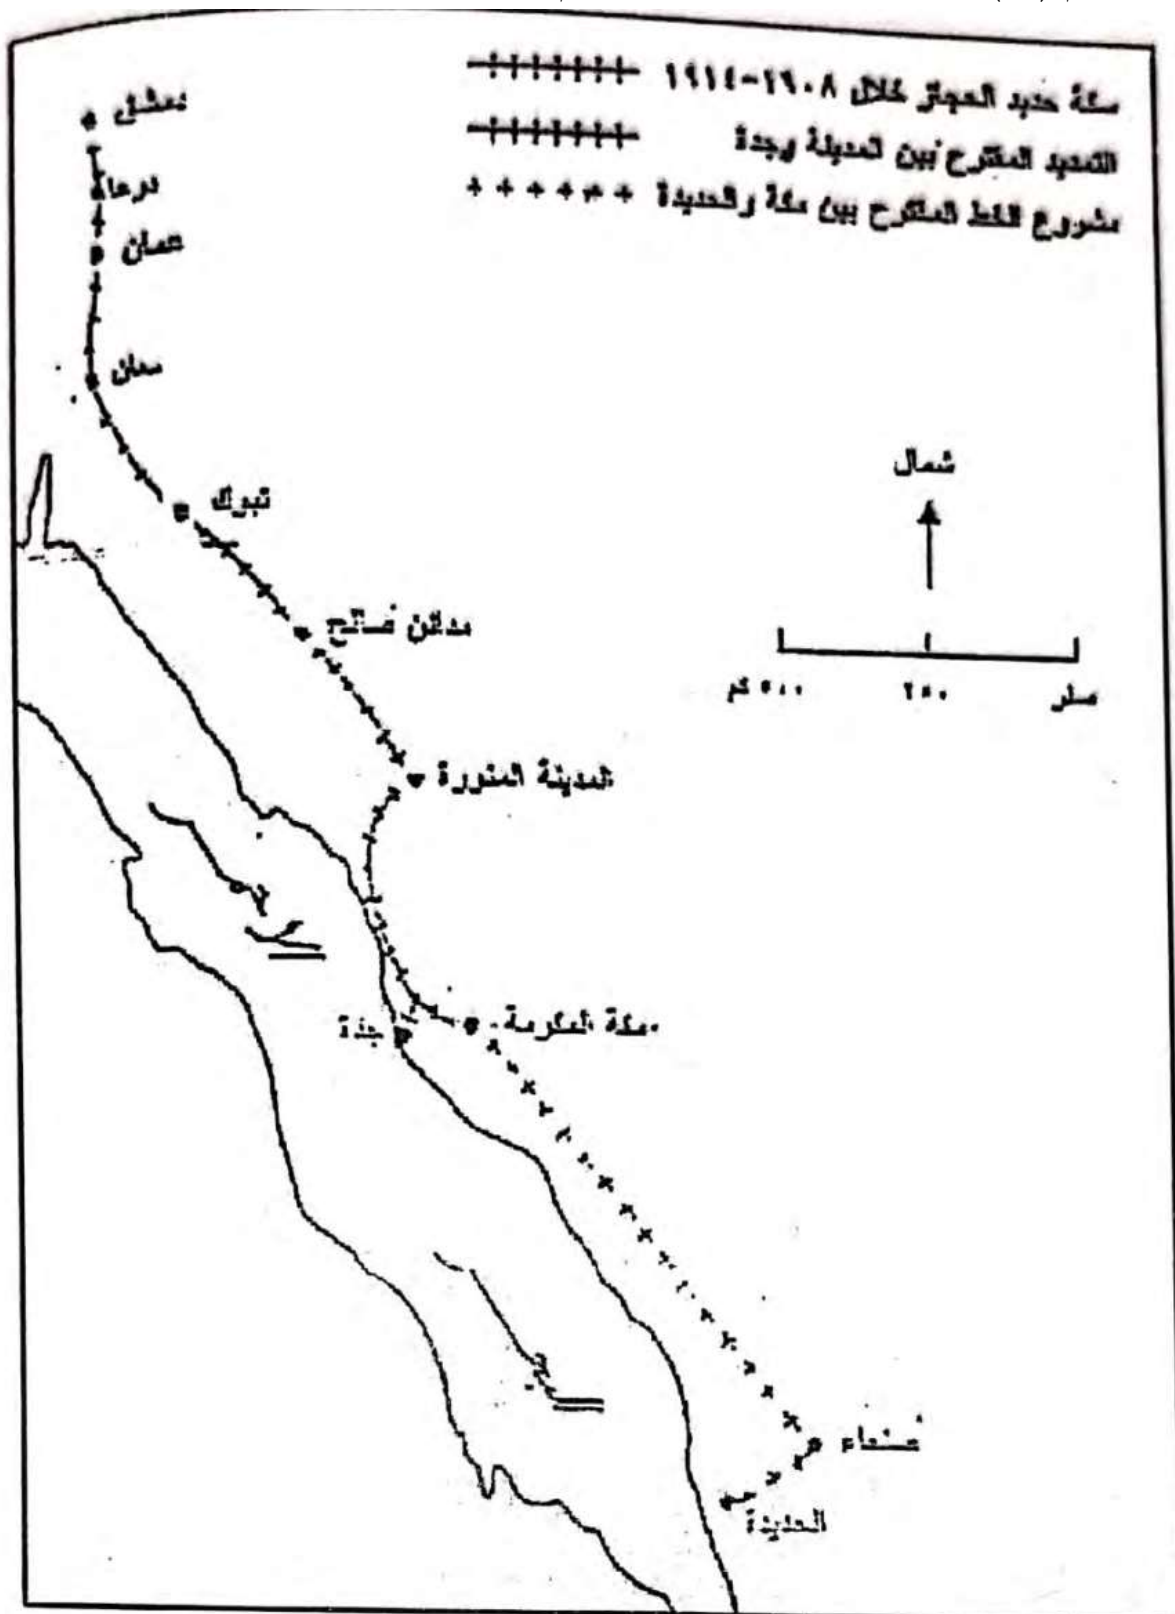 سكة حديد الحجاز خلال ١٩٠٨-١٩١٤
التمديد المقترح بين المدينة وجدة
مشروع الخط المقترح بين مكة والحديدة
دمشق
درعا
عمان
معان
تبوك
شمال
مدائن صالح
صفر
٢٥٠
٥٠٠ كم
المدينة المنورة
مكة المكرمة
جدة
صنعاء
الحديدة